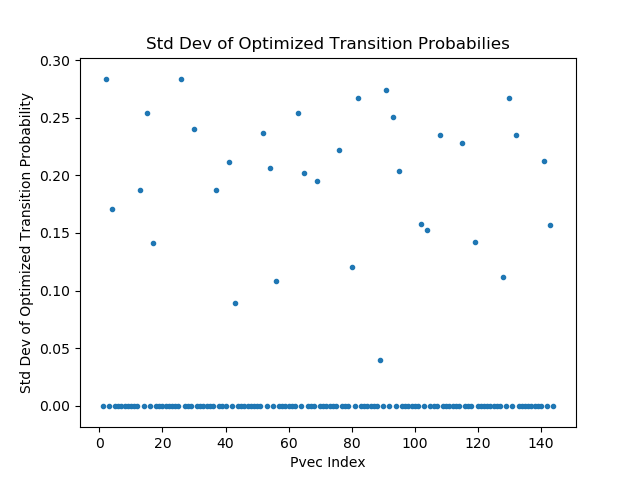 Std Dev of Optimized Transition Probabilies
Std Dev of Optimized Transition Probability
0.30
0.25
0.20
0.15
0.10
0.05
0.00
0 20 40 60 80 100 120 140
Pvec Index